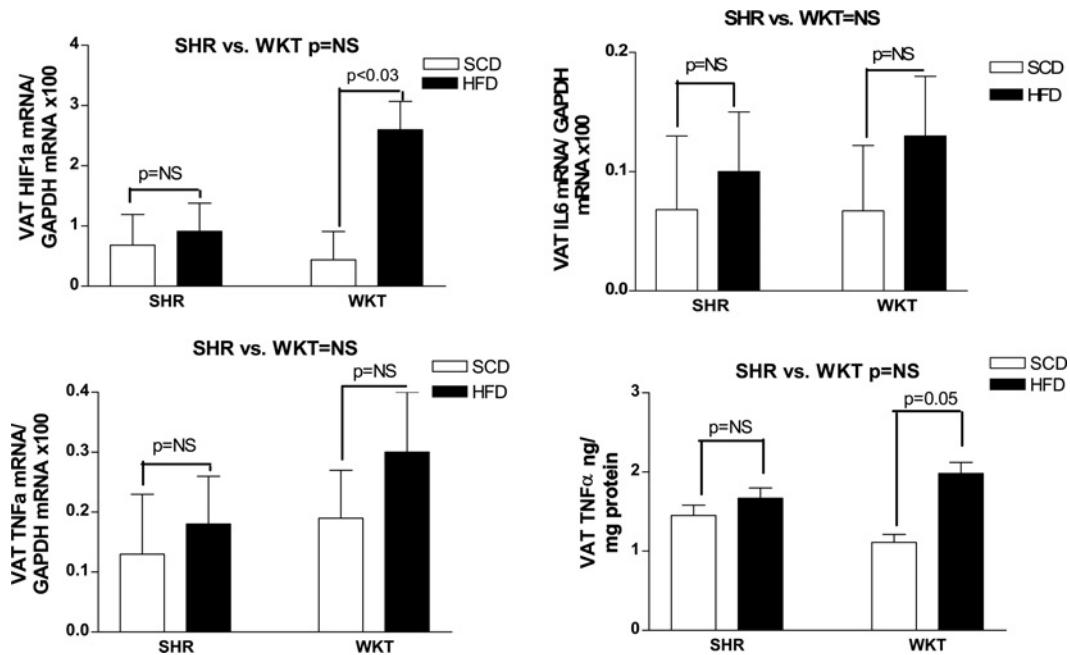 SHR vs. WKT p=NS
SCD
HFD
p<0.03
p=NS
VAT HIF1a mRNA/
GAPDH mRNA x100
4
3
2
1
0
SHR
WKT
SHR vs. WKT=NS
SCD
HFD
p=NS
p=NS
VAT IL6 mRNA/ GAPDH
mRNA x100
0.2
0.1
0.0
SHR
WKT
SHR vs. WKT=NS
SCD
HFD
p=NS
p=NS
VAT TNFa mRNA/
GAPDH mRNA x100
0.4
0.3
0.2
0.1
0.0
SHR
WKT
SHR vs. WKT p=NS
SCD
HFD
p=0.05
p=NS
VAT TNFα ng/
mg protein
3
2
1
0
SHR
WKT